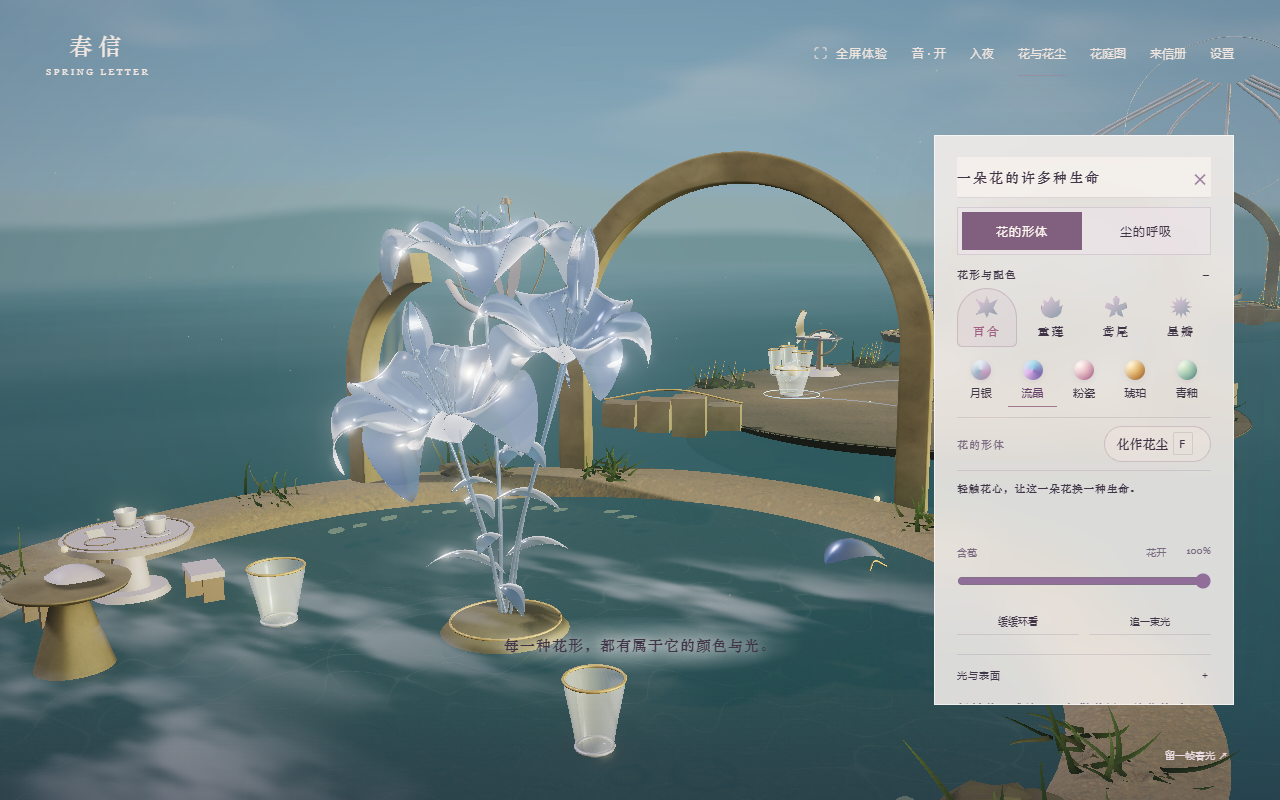 春信
SPRING LETTER
全屏体验 音·开 入夜 花与花尘 花庭图 来信册 设置
一朵花的许多种生命 ×
花的形体 尘的呼吸
花形与配色 −
百合 重莲 鸢尾 星瓣
月银 流晶 粉瓷 琥珀 青釉
花的形体 化作花尘 F
轻触花心，让这一朵花换一种生命。
含苞 花开 100%
缓缓环看 追一束光
光与表面 +
每一种花形，都有属于它的颜色与光。
留一帧春光 ↗